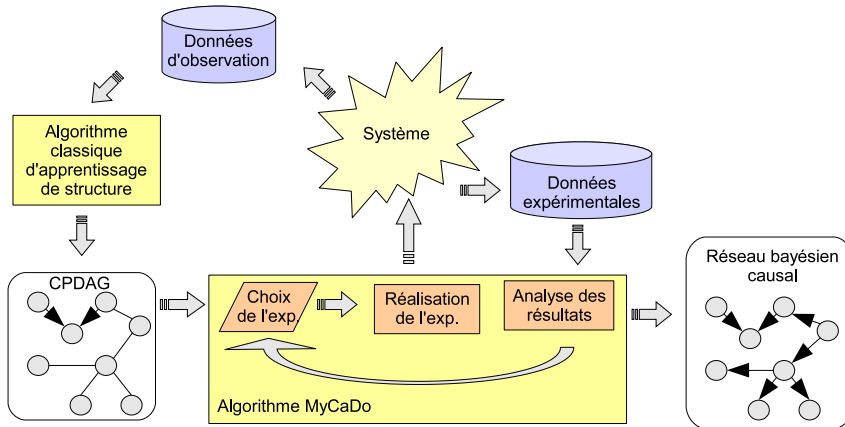 Données
d'observation
Algorithme
classique
d'apprentissage
de structure
Système
Données
expérimentales
CPDAG
Choix
de l'exp.
Réalisation
de l'exp.
Analyse des
résultats
Algorithme MyCaDo
Réseau bayésien
causal